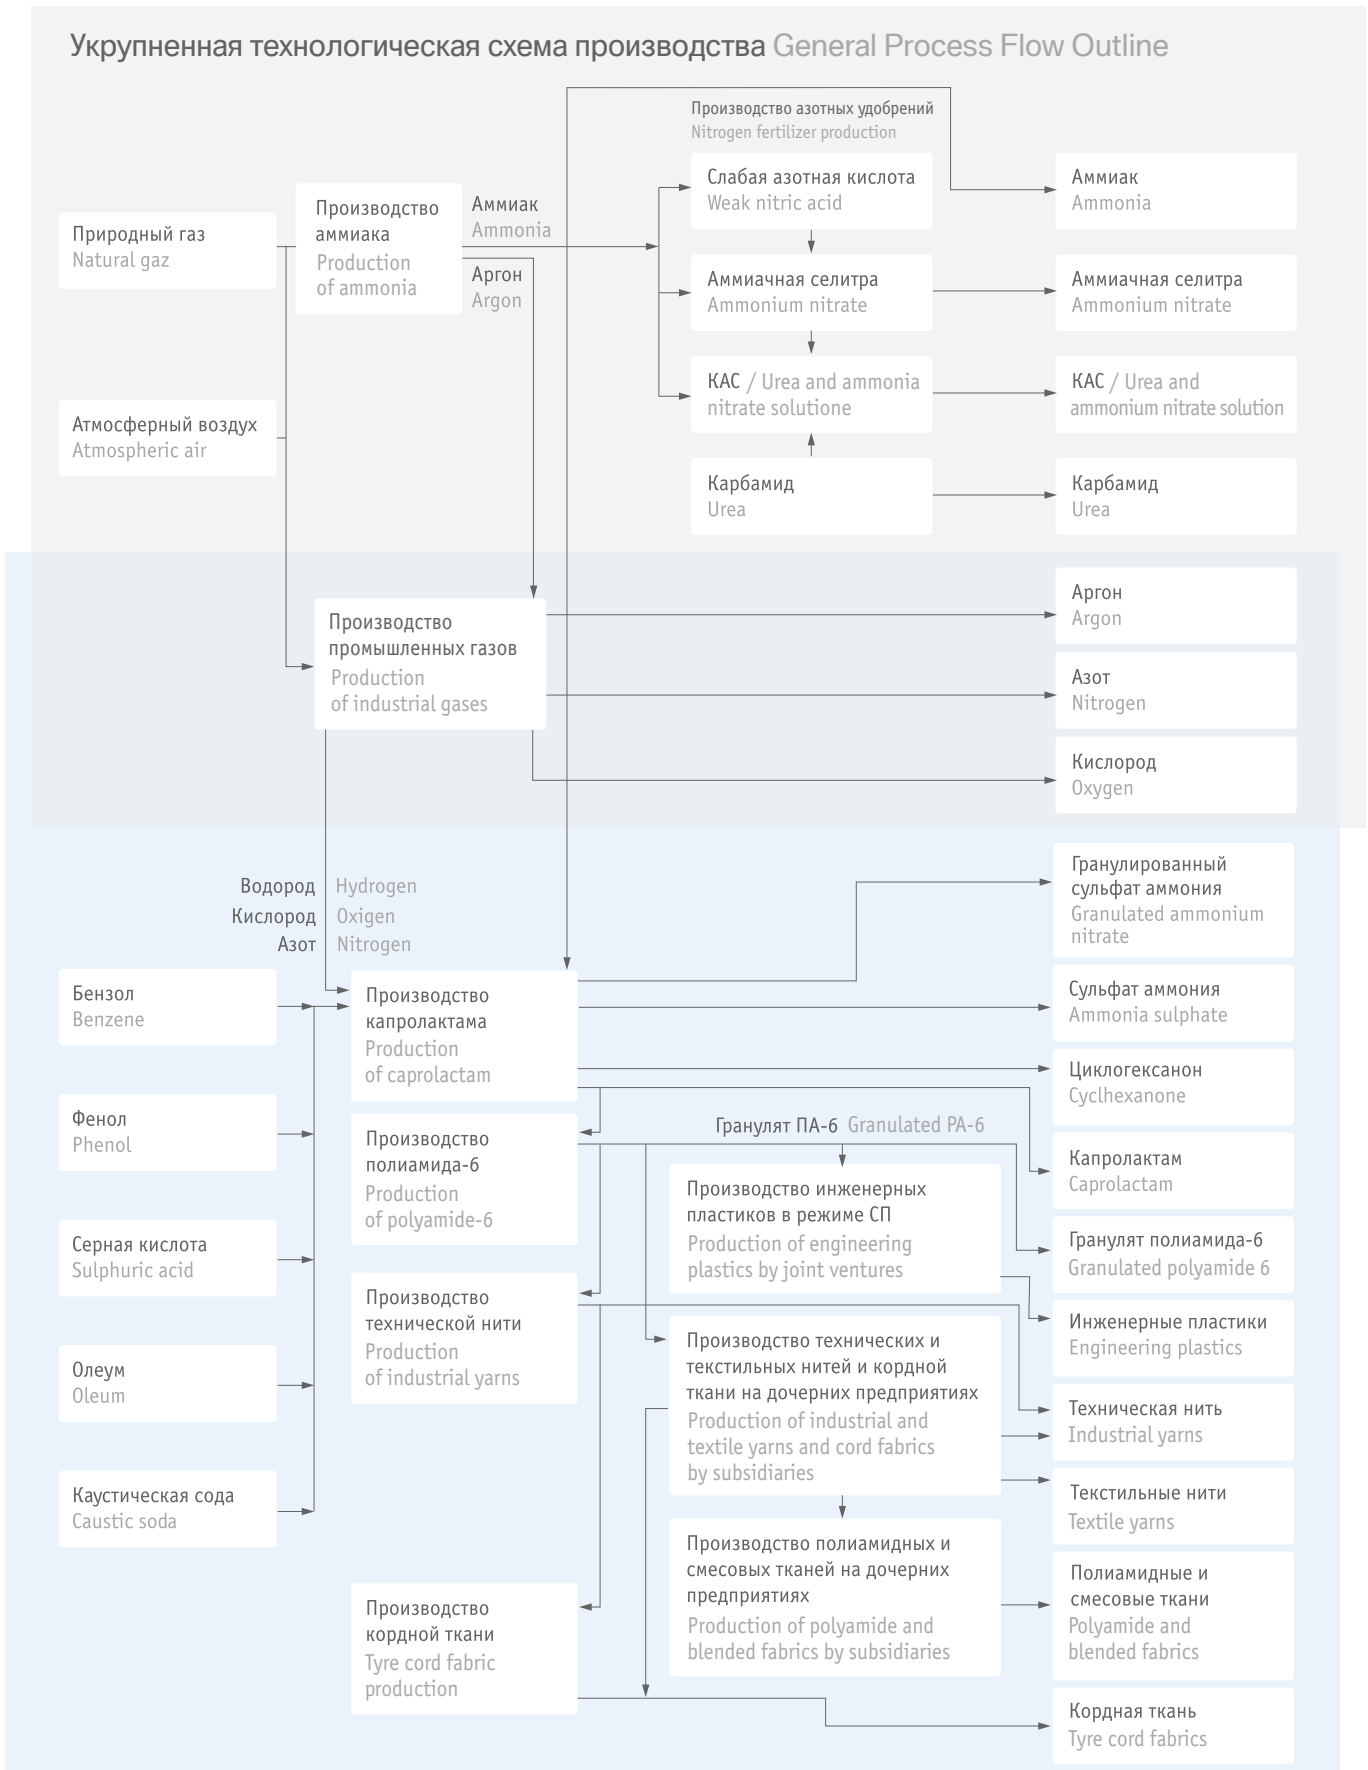 Укрупненная технологическая схема производства General Process Flow Outline
Производство азотных удобрений
Nitrogen fertilizer production
Природный газ
Natural gaz
Производство
аммиака
Production
of ammonia
Аммиак
Ammonia
Аргон
Argon
Слабая азотная кислота
Weak nitric acid
Аммиак
Ammonia
Аммиачная селитра
Ammonium nitrate
Аммиачная селитра
Ammonium nitrate
Атмосферный воздух
Atmospheric air
КАС / Urea and ammonia
nitrate solutione
КАС / Urea and
ammonium nitrate solution
Карбамид
Urea
Карбамид
Urea
Производство
промышленных газов
Production
of industrial gases
Аргон
Argon
Азот
Nitrogen
Кислород
Oxygen
Водород Hydrogen
Кислород Oxigen
Азот Nitrogen
Гранулированный
сульфат аммония
Granulated ammonium
nitrate
Бензол
Benzene
Фенол
Phenol
Серная кислота
Sulphuric acid
Олеум
Oleum
Каустическая сода
Caustic soda
Производство
капролактама
Production
of caprolactam
Производство
полиамида-6
Production
of polyamide-6
Производство
технической нити
Production
of industrial yarns
Производство
кордной ткани
Tyre cord fabric
production
Гранулят ПА-6 Granulated PA-6
Производство инженерных
пластиков в режиме СП
Production of engineering
plastics by joint ventures
Производство технических и
текстильных нитей и кордной
ткани на дочерних предприятиях
Production of industrial and
textile yarns and cord fabrics
by subsidiaries
Производство полиамидных и
смесовых тканей на дочерних
предприятиях
Production of polyamide and
blended fabrics by subsidiaries
Сульфат аммония
Ammonia sulphate
Циклогексанон
Cyclhexanone
Капролактам
Caprolactam
Гранулят полиамида-6
Granulated polyamide 6
Инженерные пластики
Engineering plastics
Техническая нить
Industrial yarns
Текстильные нити
Textile yarns
Полиамидные и
смесовые ткани
Polyamide and
blended fabrics
Кордная ткань
Tyre cord fabrics